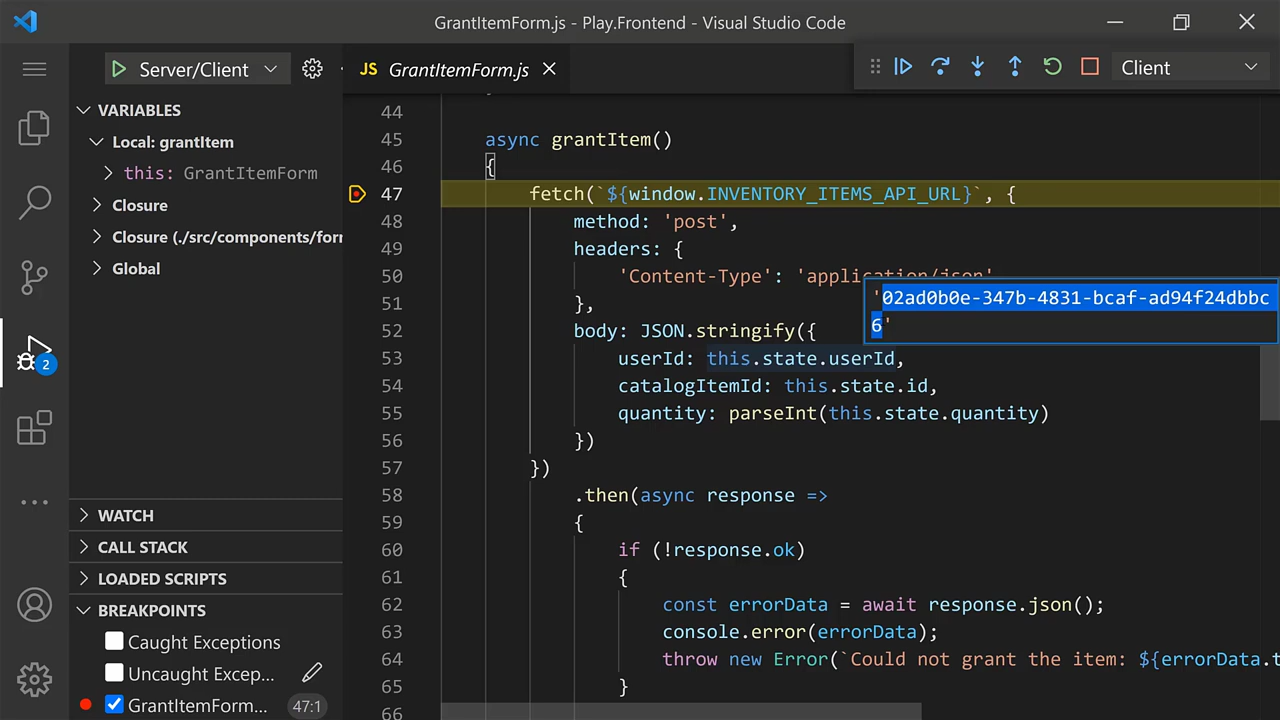 GrantItemForm.js - Play.Frontend - Visual Studio Code
Server/Client
JS GrantItemForm.js
Client
VARIABLES
Local: grantItem
this: GrantItemForm
Closure
Closure (./src/components/forr
Global
2
WATCH
CALL STACK
LOADED SCRIPTS
BREAKPOINTS
Caught Exceptions
Uncaught Excep...
GrantItemForm... 47:1
44
45 async grantItem()
46 {
47 fetch(`${window.INVENTORY_ITEMS_API_URL}`, {
48 method: 'post',
49 headers: {
50 'Content-Type': 'application/json'
51 },
52 body: JSON.stringify({
53 userId: this.state.userId,
54 catalogItemId: this.state.id,
55 quantity: parseInt(this.state.quantity)
56 })
57 })
58 .then(async response =>
59 {
60 if (!response.ok)
61 {
62 const errorData = await response.json();
63 console.error(errorData);
64 throw new Error(`Could not grant the item: ${errorData.t
65 }
66
'02ad0b0e-347b-4831-bcaf-ad94f24dbbc
6'